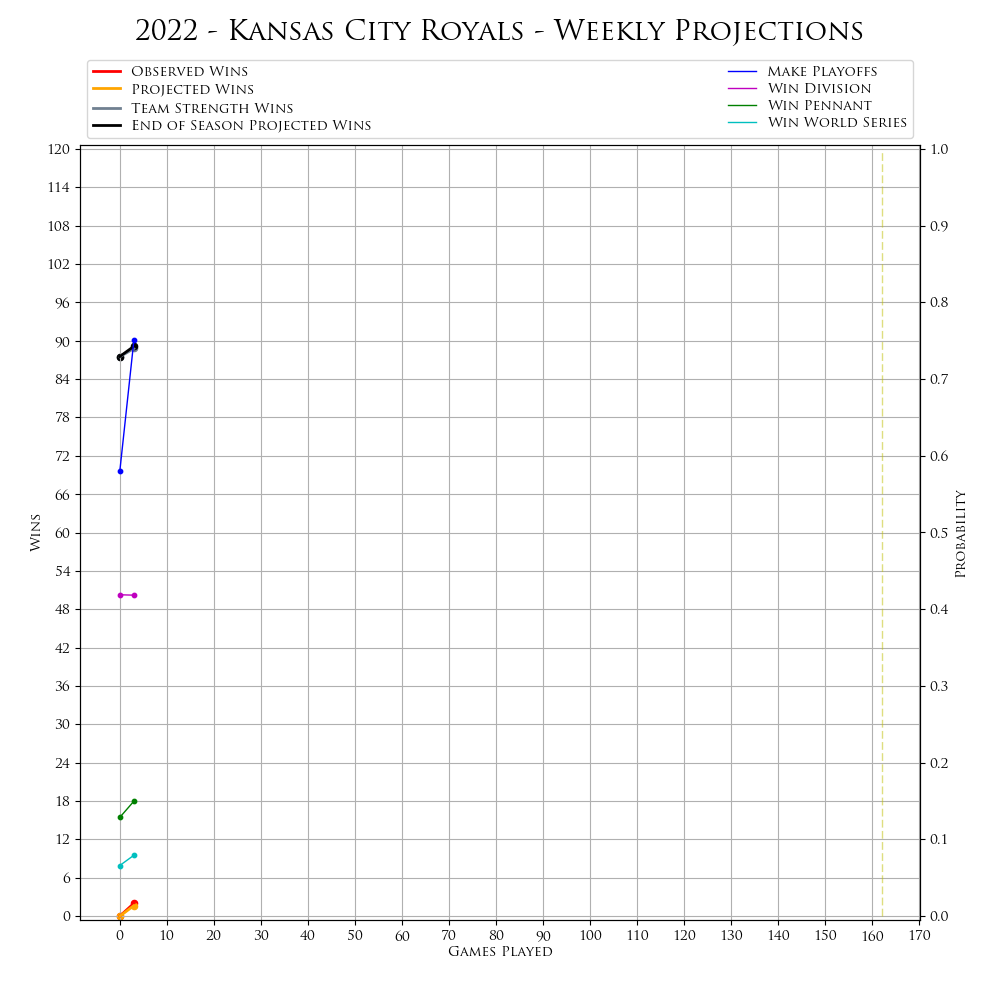 2022 - Kansas City Royals - Weekly Projections
Observed Wins
Projected Wins
Team Strength Wins
End of Season Projected Wins
Make Playoffs
Win Division
Win Pennant
Win World Series
120
114
108
102
96
90
84
78
72
66
60
54
48
42
36
30
24
18
12
6
0
Wins
1.0
0.9
0.8
0.7
0.6
0.5
0.4
0.3
0.2
0.1
0.0
Probability
0 10 20 30 40 50 60 70 80 90 100 110 120 130 140 150 160 170
Games Played